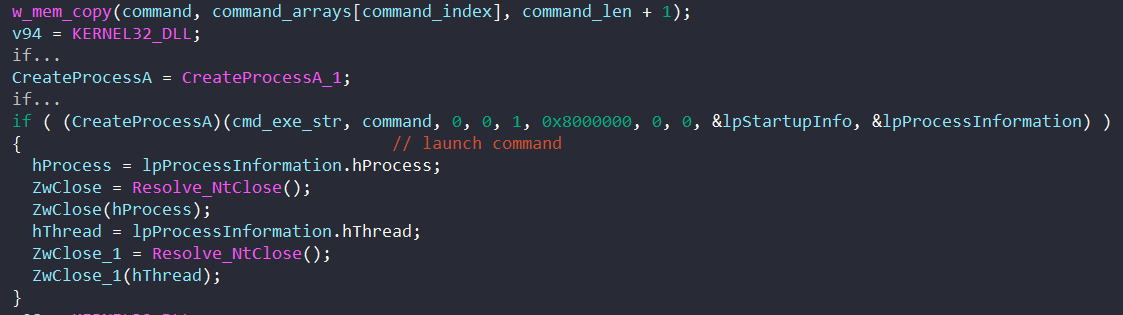 w_mem_copy(command, command_arrays[command_index], command_len + 1);
v94 = KERNEL32_DLL;
if...
CreateProcessA = CreateProcessA_1;
if...
if ( (CreateProcessA)(cmd_exe_str, command, 0, 0, 1, 0x8000000, 0, 0, &lpStartupInfo, &lpProcessInformation) )
{ // launch command
hProcess = lpProcessInformation.hProcess;
ZwClose = Resolve_NtClose();
ZwClose(hProcess);
hThread = lpProcessInformation.hThread;
ZwClose_1 = Resolve_NtClose();
ZwClose_1(hThread);
}